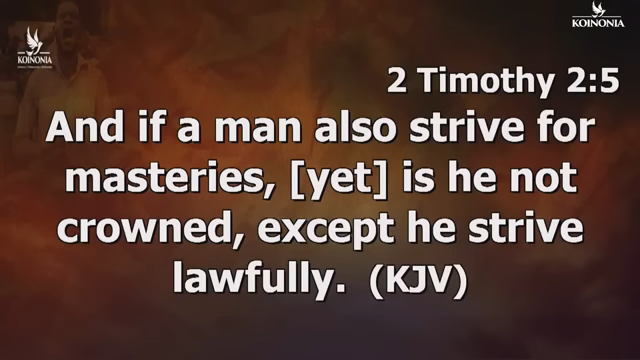 KOINONIA
KOINONIA
2 Timothy 2:5
And if a man also strive for
masteries, [yet] is he not
crowned, except he strive
lawfully. (KJV)